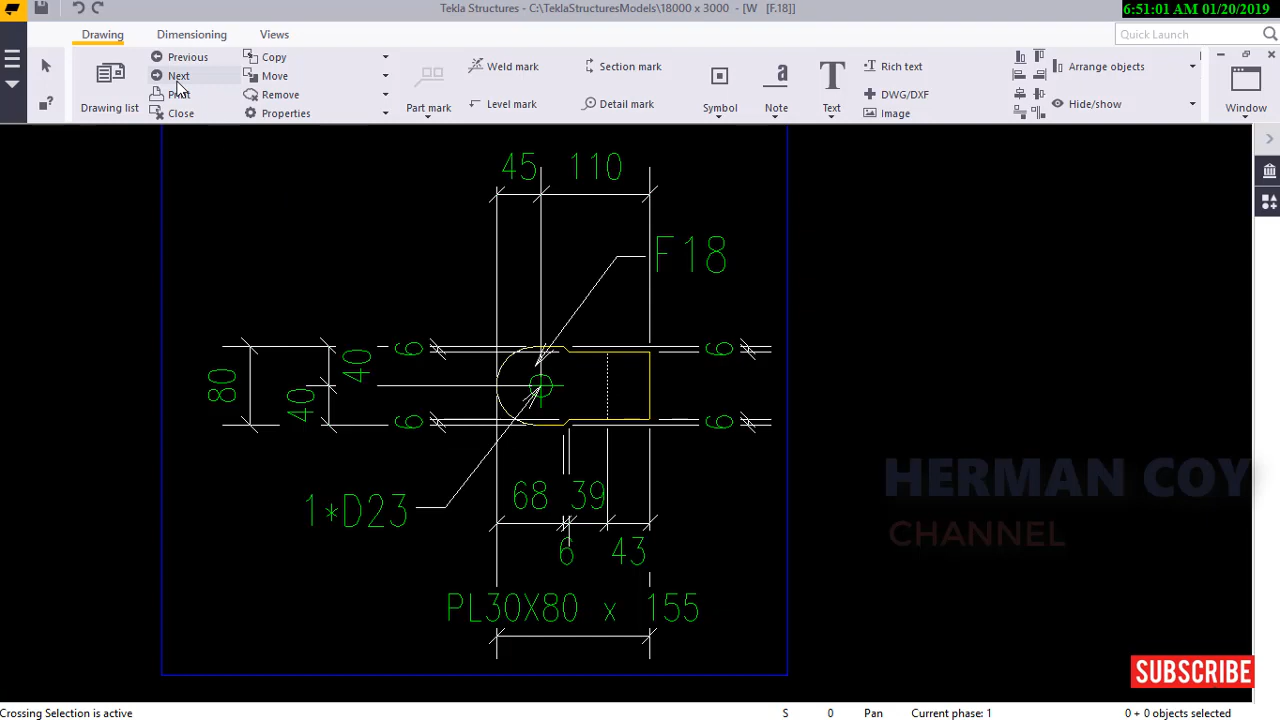 Tekla Structures - C:\TeklaStructuresModels\18000 x 3000 - [W [F.18]]
6:51:01 AM 01/20/2019
Drawing
Dimensioning
Views
Quick Launch
Drawing list
Previous
Next
Close
Copy
Move
Remove
Properties
Part mark
Weld mark
Level mark
Section mark
Detail mark
Symbol
Note
Text
Rich text
DWG/DXF
Image
Arrange objects
Hide/show
Window
45 110
F18
80
40
40
6
6
6
6
1*D23
68 39
6 43
PL30X80 x 155
HERMAN COY
CHANNEL
SUBSCRIBE
Crossing Selection is active
S
0
Pan
Current phase: 1
0 + 0 objects selected